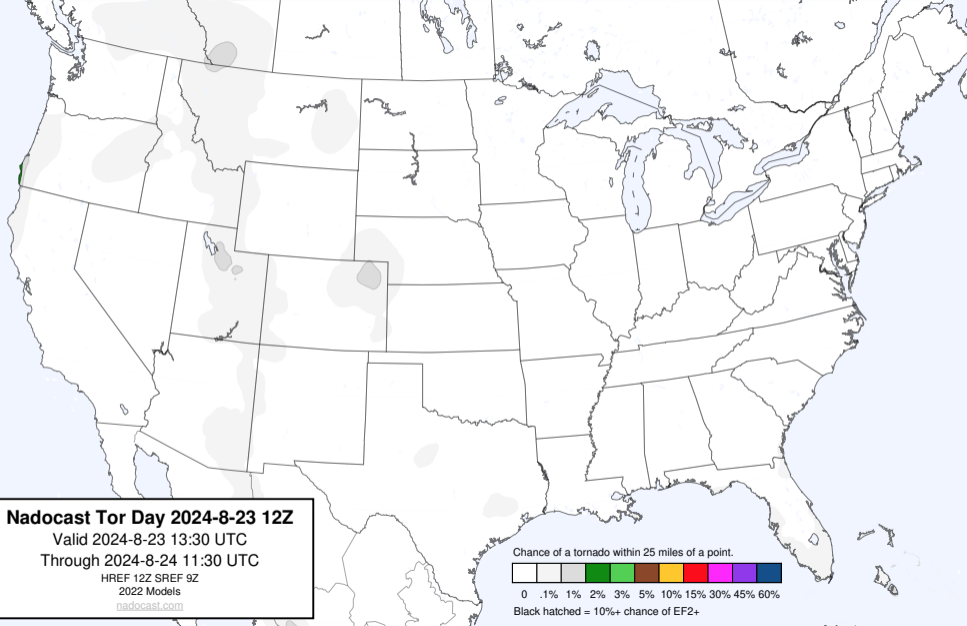 Nadocast Tor Day 2024-8-23 12Z
Valid 2024-8-23 13:30 UTC
Through 2024-8-24 11:30 UTC
HREF 12Z SREF 9Z
2022 Models
nadocast.com
Chance of a tornado within 25 miles of a point.
0 .1% 1% 2% 3% 5% 10% 15% 30% 45% 60%
Black hatched = 10%+ chance of EF2+